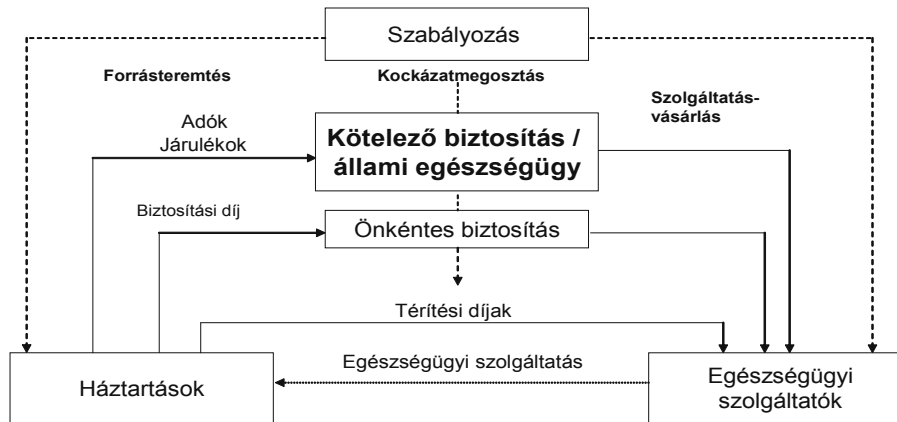 Szabályozás
Forrásteremtés
Kockázatmegosztás
Szolgáltatás-
vásárlás
Adók
Járulékok
Kötelező biztosítás /
állami egészségügy
Biztosítási díj
Önkéntes biztosítás
Térítési díjak
Egészségügyi szolgáltatás
Háztartások
Egészségügyi
szolgáltatók